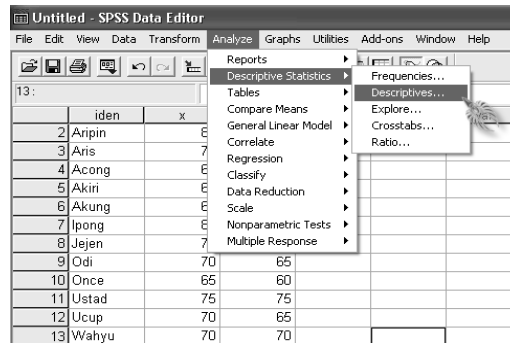 Untitled - SPSS Data Editor
File Edit View Data Transform Analyze Graphs Utilities Add-ons Window Help
13 :
Reports
Descriptive Statistics
Tables
Compare Means
General Linear Model
Correlate
Regression
Classify
Data Reduction
Scale
Nonparametric Tests
Multiple Response
Frequencies...
Descriptives...
Explore...
Crosstabs...
Ratio...
iden x
2 Aripin
3 Aris 7
4 Acong
5 Akiri
6 Akung
7 Ipong
8 Jejen 7
9 Odi 70 65
10 Once 65 60
11 Ustad 75 75
12 Ucup 70 65
13 Wahyu 70 70